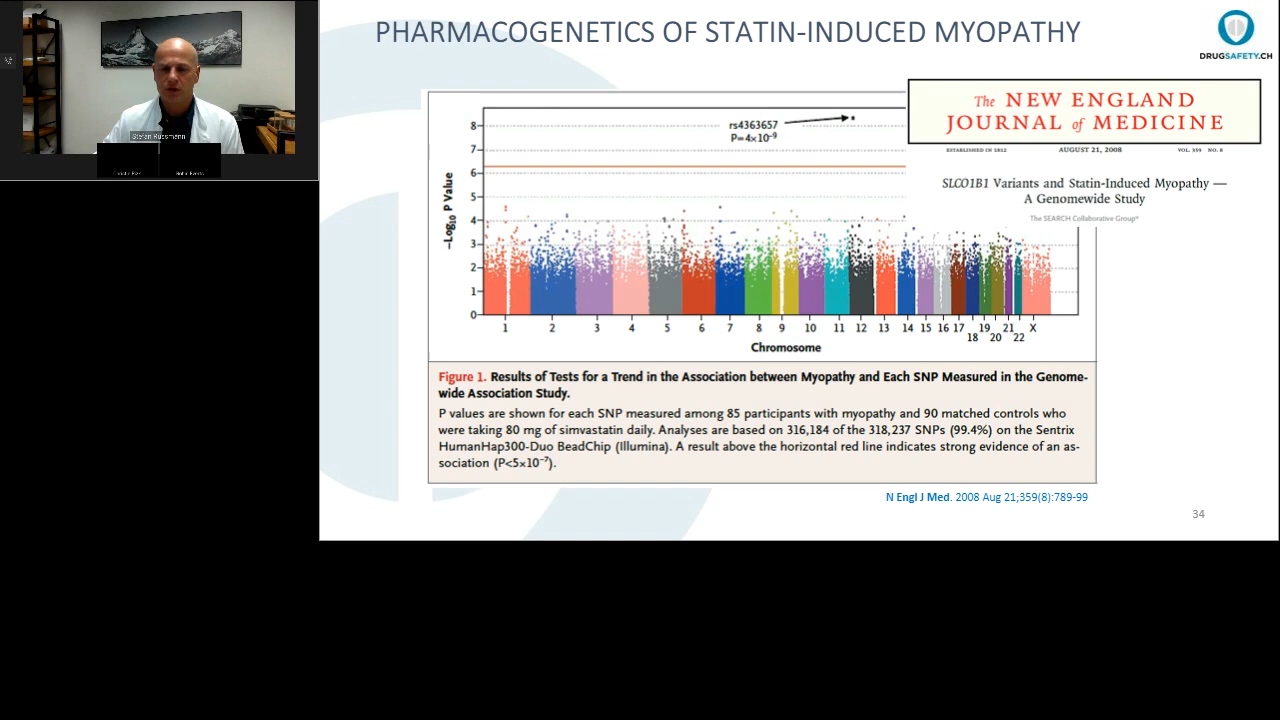 PHARMACOGENETICS OF STATIN-INDUCED MYOPATHY
DRUGSAFETY.CH
Stefan Russmann
The NEW ENGLAND
JOURNAL of MEDICINE
ESTABLISHED IN 1812 AUGUST 21, 2008 VOL. 359 NO. 8
SLCO1B1 Variants and Statin-Induced Myopathy —
A Genomewide Study
The SEARCH Collaborative Group*
rs4363657
P=4×10⁻⁹
−Log₁₀ P Value
8
7
6
5
4
3
2
1
0
1 2 3 4 5 6 7 8 9 10 11 12 13 14 15 16 17 19 21 X
18 20 22
Chromosome
Figure 1. Results of Tests for a Trend in the Association between Myopathy and Each SNP Measured in the Genome-
wide Association Study.
P values are shown for each SNP measured among 85 participants with myopathy and 90 matched controls who
were taking 80 mg of simvastatin daily. Analyses are based on 316,184 of the 318,237 SNPs (99.4%) on the Sentrix
HumanHap300-Duo BeadChip (Illumina). A result above the horizontal red line indicates strong evidence of an as-
sociation (P<5×10⁻⁷).
N Engl J Med. 2008 Aug 21;359(8):789-99
34